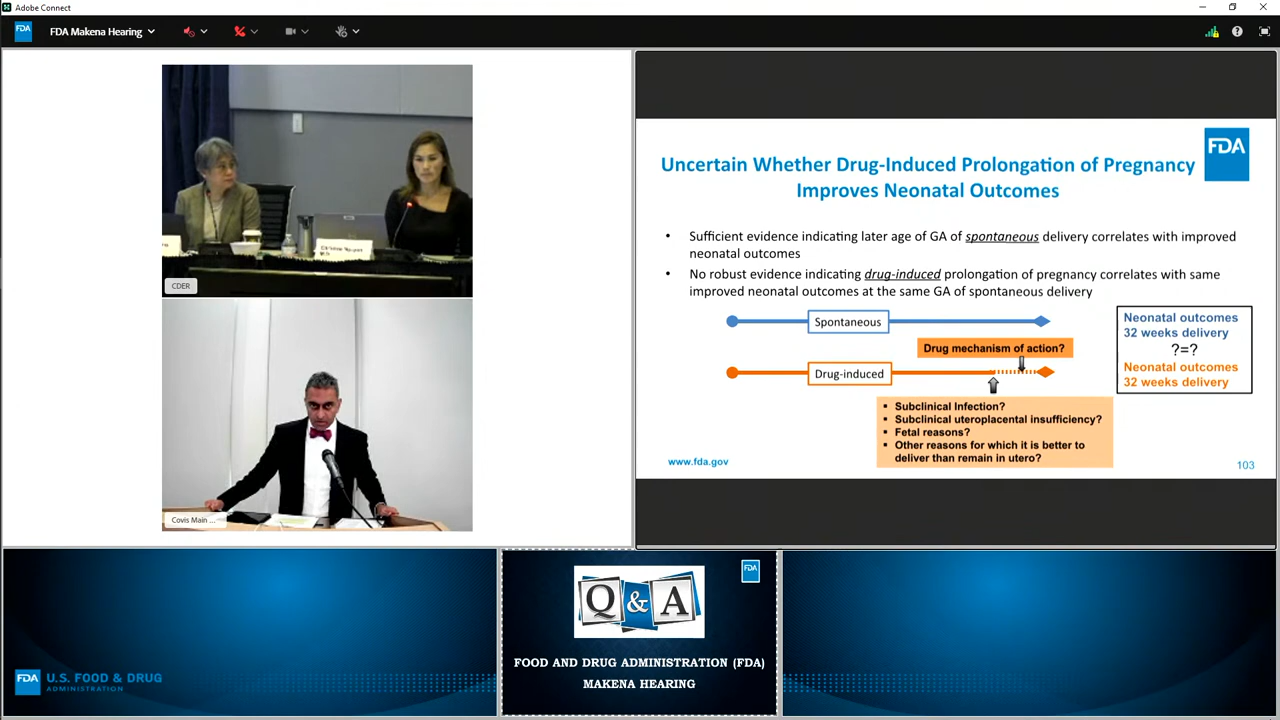 Adobe Connect
FDA
FDA Makena Hearing
CDER
Covis Main ...
FDA
Uncertain Whether Drug-Induced Prolongation of Pregnancy
Improves Neonatal Outcomes
• Sufficient evidence indicating later age of GA of spontaneous delivery correlates with improved
neonatal outcomes
• No robust evidence indicating drug-induced prolongation of pregnancy correlates with same
improved neonatal outcomes at the same GA of spontaneous delivery
Spontaneous
Drug mechanism of action?
Drug-induced
Neonatal outcomes
32 weeks delivery
?=?
Neonatal outcomes
32 weeks delivery
▪ Subclinical Infection?
▪ Subclinical uteroplacental insufficiency?
▪ Fetal reasons?
▪ Other reasons for which it is better to
deliver than remain in utero?
www.fda.gov
103
FDA
Q & A
FOOD AND DRUG ADMINISTRATION (FDA)
MAKENA HEARING
FDA U.S. FOOD & DRUG
ADMINISTRATION